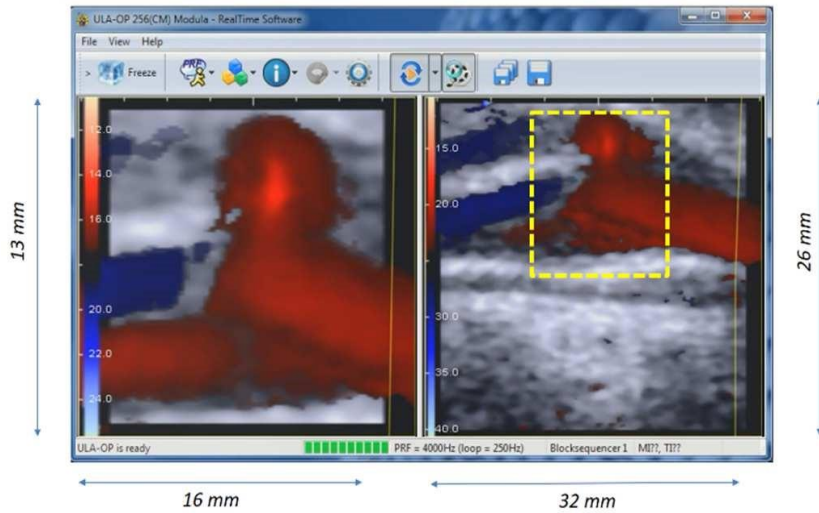 ULA-OP 256(CM) Modula - RealTime Software
File View Help
> Freeze
PRF
12.0
14.0
16.0
20.0
22.0
24.0
15.0
20.0
30.0
35.0
40.0
13 mm
26 mm
ULA-OP is ready PRF = 4000Hz (loop = 250Hz) Blocksequencer 1 MI??, TI??
16 mm
32 mm